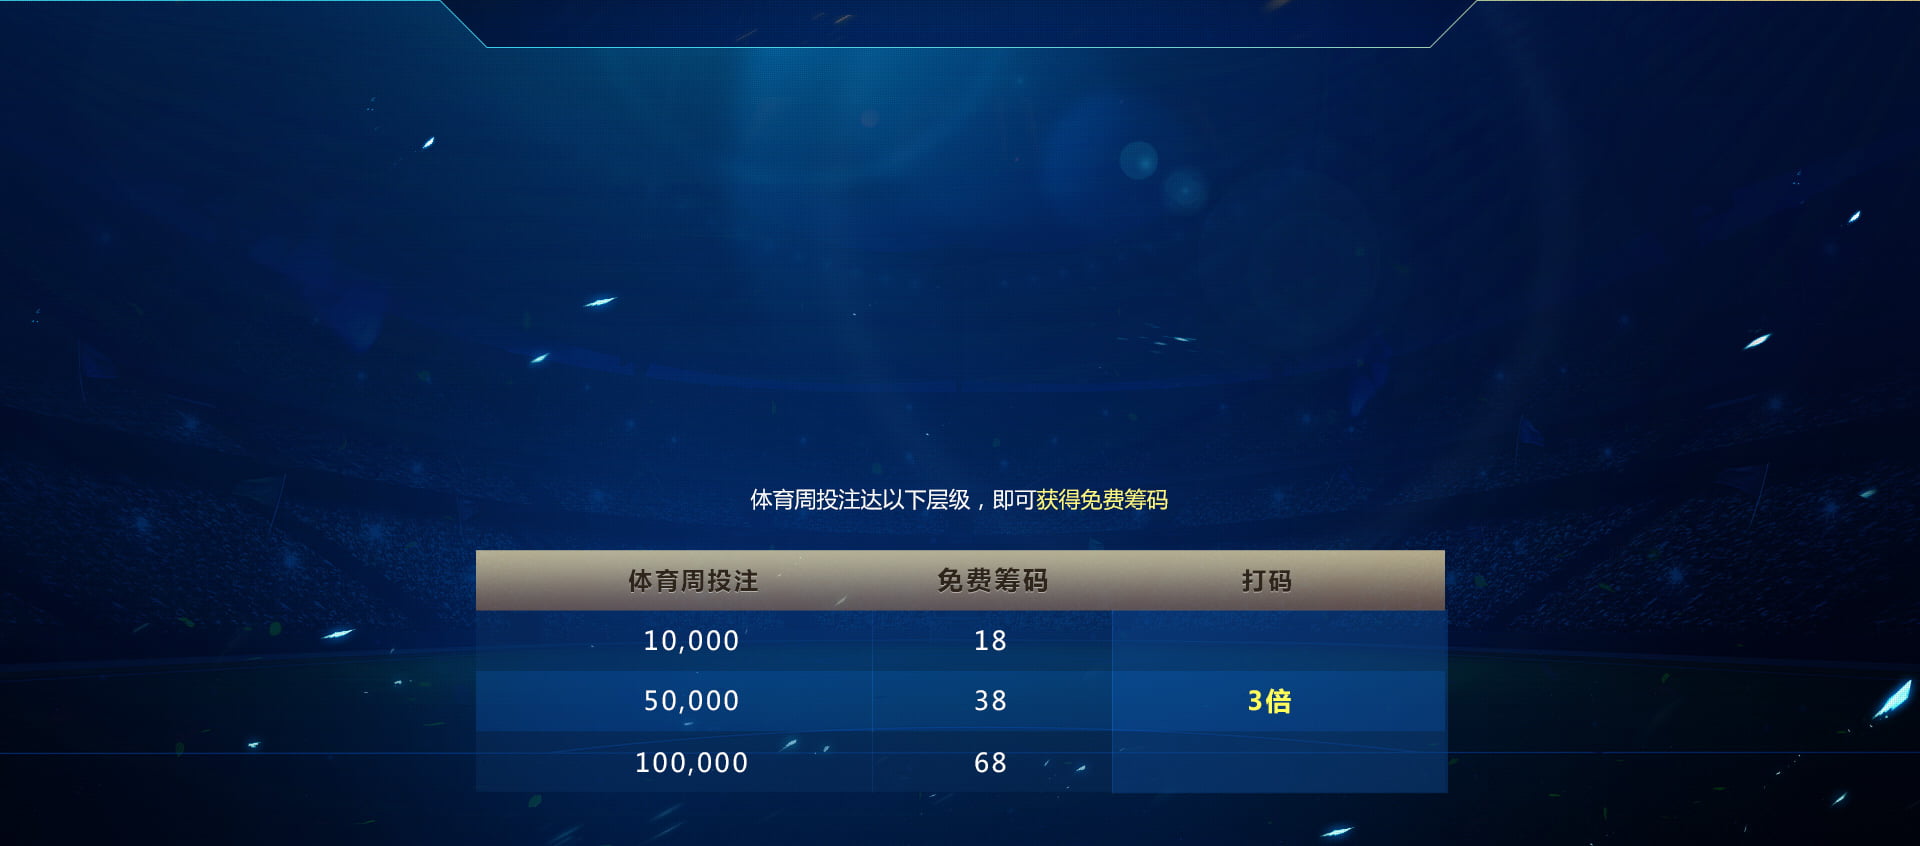 体育周投注达以下层级，即可获得免费筹码
体育周投注 免费筹码 打码
10,000 18
50,000 38 3倍
100,000 68